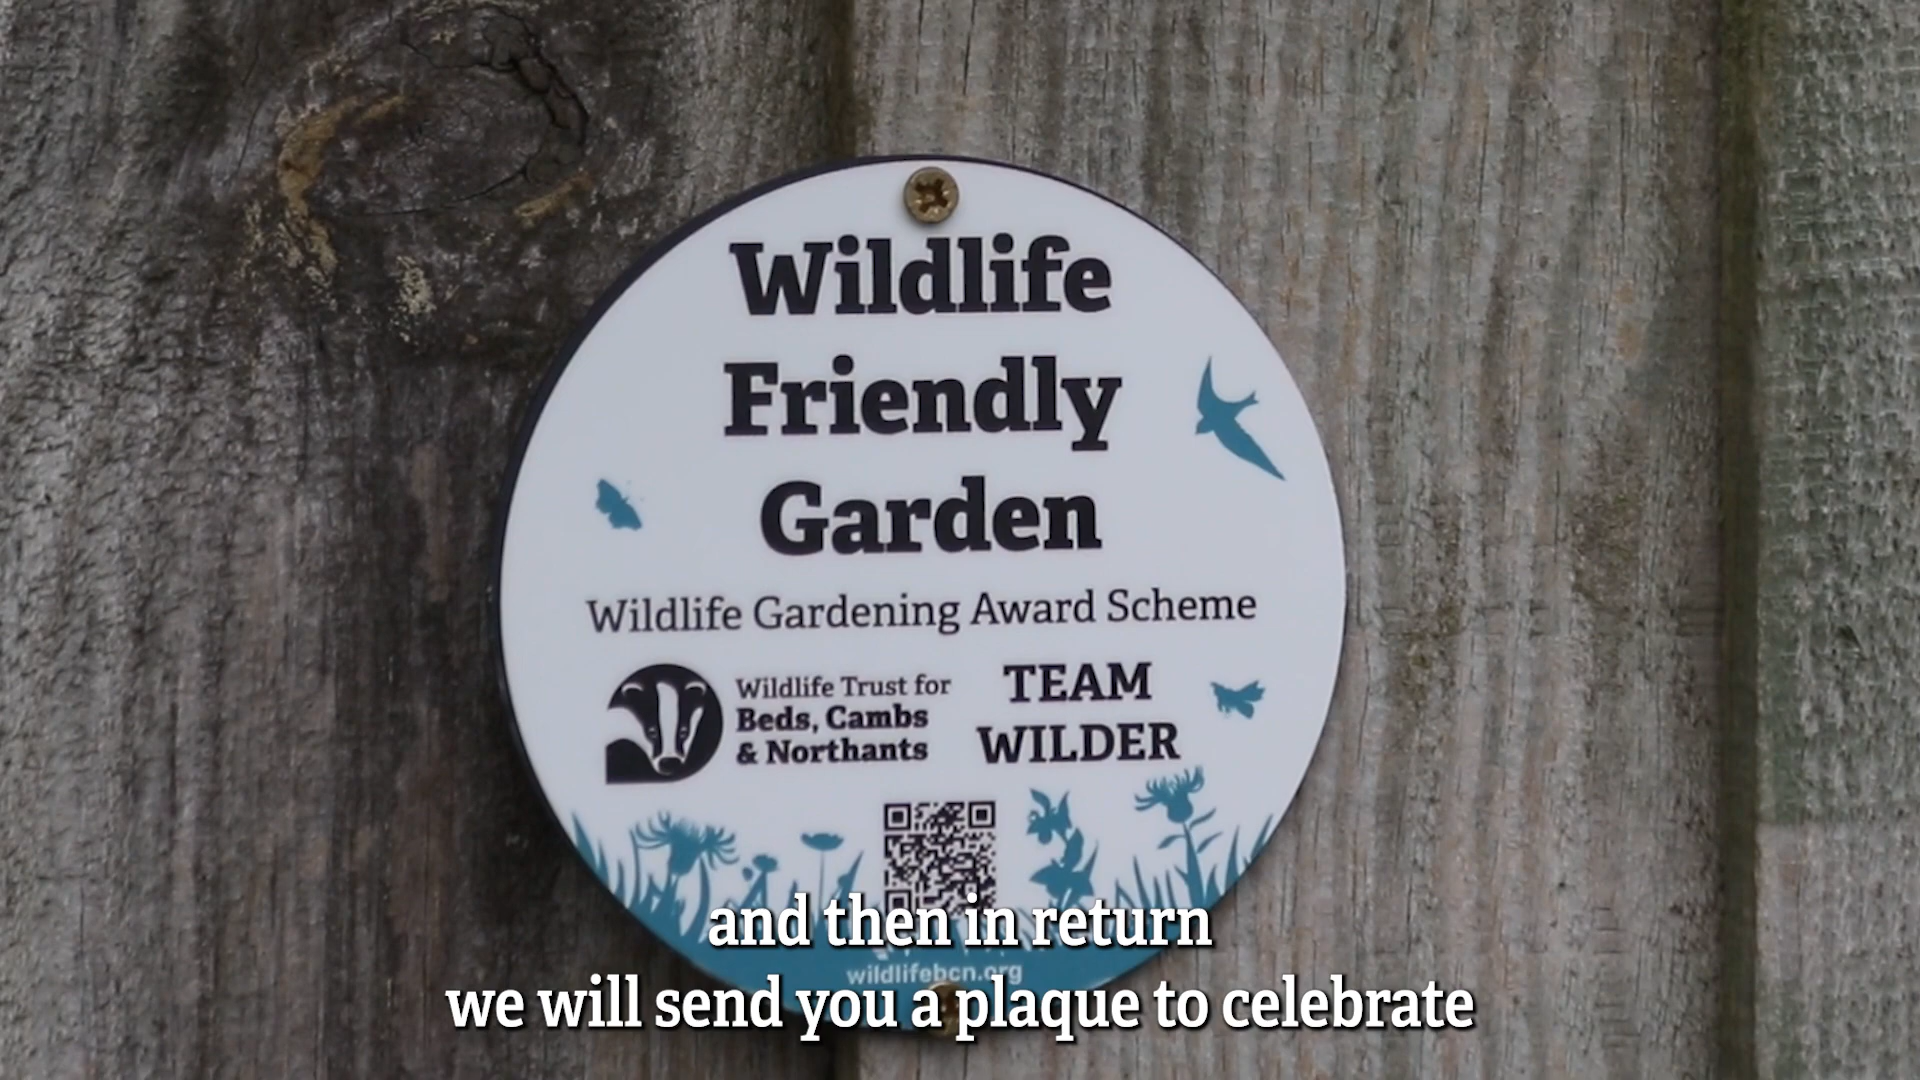 Wildlife
Friendly
Garden
Wildlife Gardening Award Scheme
Wildlife Trust for
Beds, Cambs
& Northants
TEAM
WILDER
wildlifebcn.org
and then in return
we will send you a plaque to celebrate